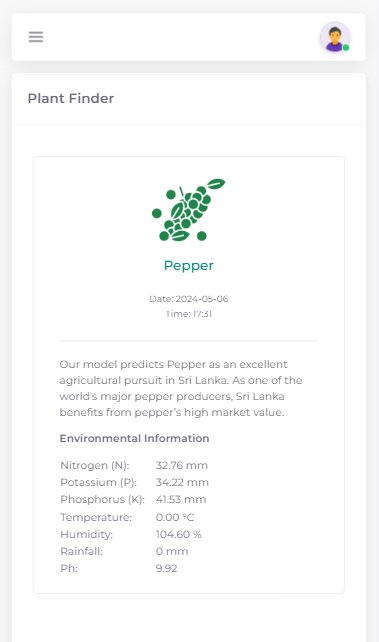 Plant Finder
Pepper
Date: 2024-05-06
Time: 17:31
Our model predicts Pepper as an excellent
agricultural pursuit in Sri Lanka. As one of the
world's major pepper producers, Sri Lanka
benefits from pepper's high market value.
Environmental Information
Nitrogen (N): 32.76 mm
Potassium (P): 34.22 mm
Phosphorus (K): 41.53 mm
Temperature: 0.00 °C
Humidity: 104.60 %
Rainfall: 0 mm
Ph: 9.92